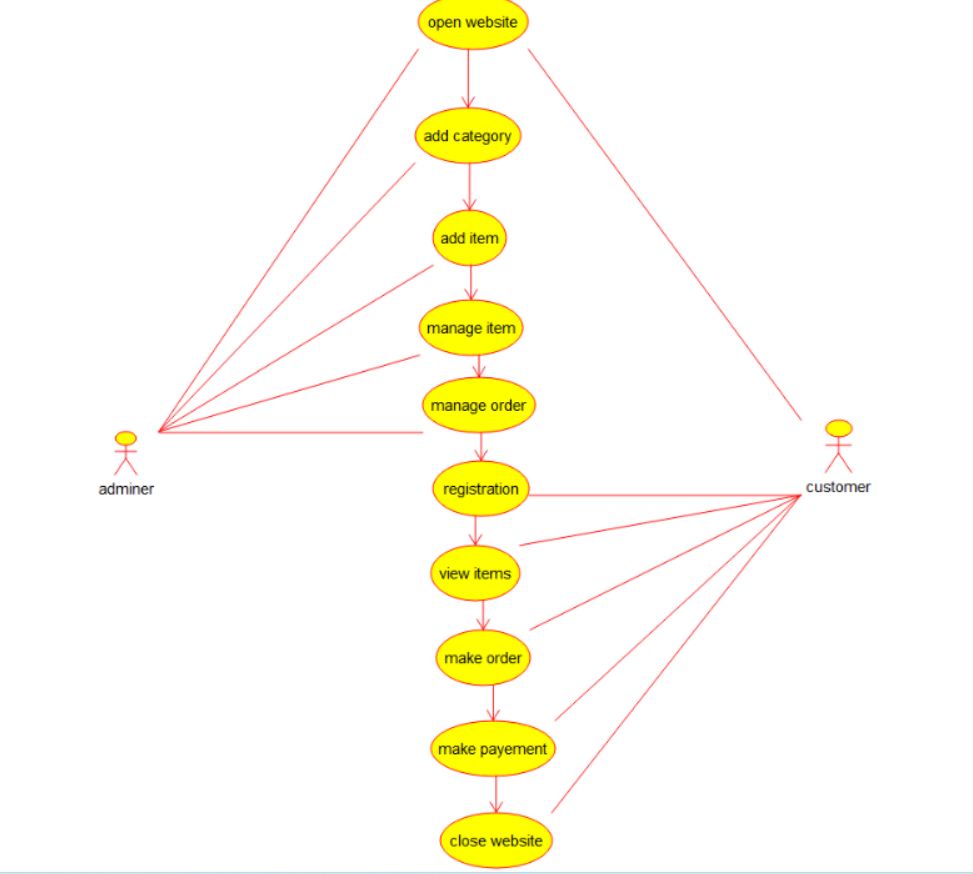 open website
add category
add item
manage item
manage order
adminer
registration
customer
view items
make order
make payement
close website